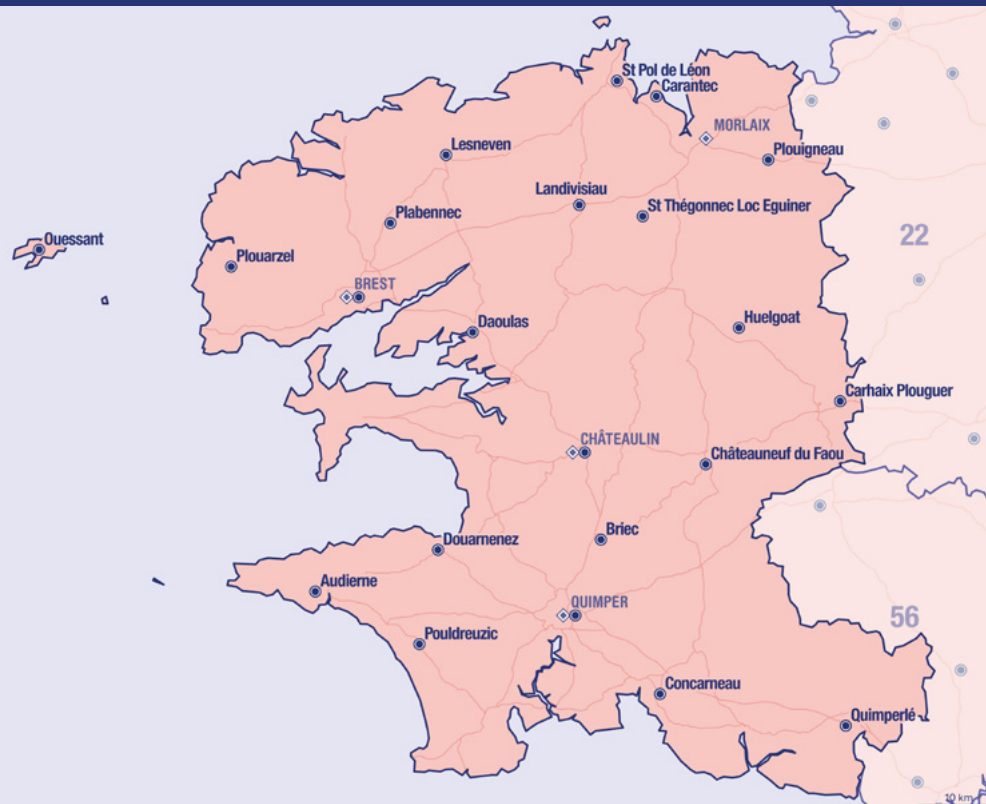 St Pol de Léon
Carantec
MORLAIX
Lesneven
Plouigneau
Landivisiau
St Thégonnec Loc Eguiner
Plabennec
22
Ouessant
Plouarzel
BREST
Daoulas
Huelgoat
Carhaix Plouguer
CHÂTEAULIN
Châteauneuf du Faou
Briec
Douarnenez
Audierne
QUIMPER
56
Pouldreuzic
Concarneau
Quimperlé
10 km